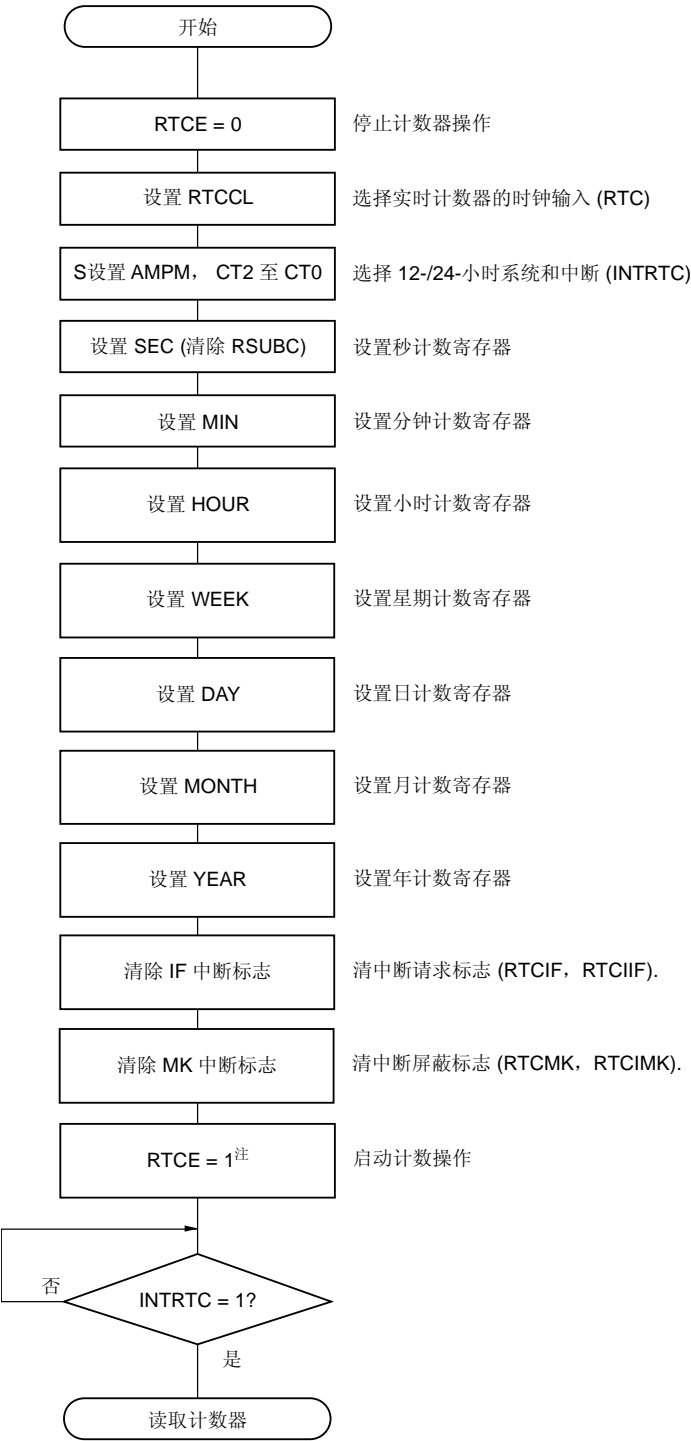 开始
RTCE = 0
停止计数器操作
设置 RTCCL
选择实时计数器的时钟输入 (RTC)
S设置 AMPM， CT2 至 CT0
选择 12-/24-小时系统和中断 (INTRTC)
设置 SEC (清除 RSUBC)
设置秒计数寄存器
设置 MIN
设置分钟计数寄存器
设置 HOUR
设置小时计数寄存器
设置 WEEK
设置星期计数寄存器
设置 DAY
设置日计数寄存器
设置 MONTH
设置月计数寄存器
设置 YEAR
设置年计数寄存器
清除 IF 中断标志
清中断请求标志 (RTCIF，RTCIIF).
清除 MK 中断标志
清中断屏蔽标志 (RTCMK，RTCIMK).
RTCE = 1注
启动计数操作
否
INTRTC = 1?
是
读取计数器